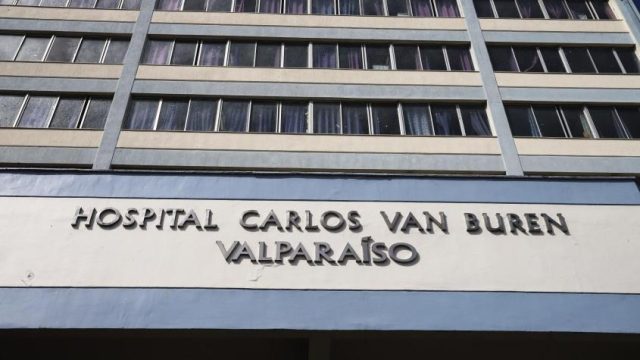 HOSPITAL CARLOS VAN BUREN
VALPARAÍSO